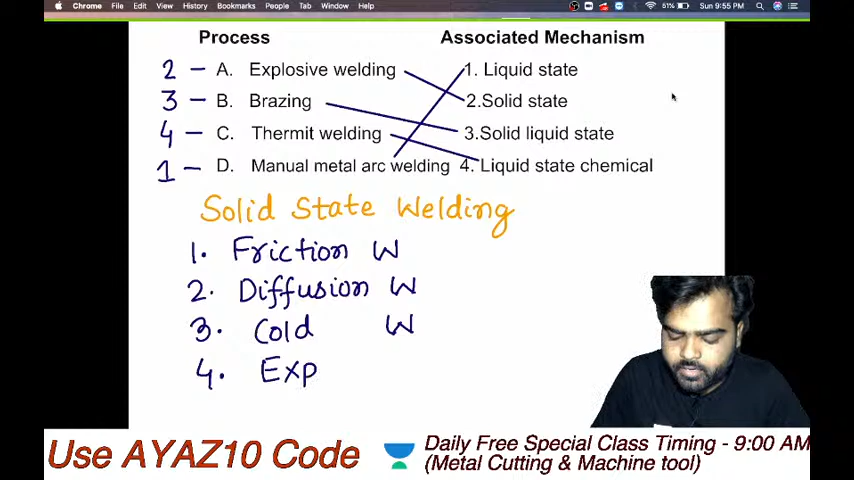 Chrome File Edit View History Bookmarks People Tab Window Help 51% Sun 9:55 PM
Process Associated Mechanism
2 - A. Explosive welding 1. Liquid state
3 - B. Brazing 2.Solid state
4 - C. Thermit welding 3.Solid liquid state
1 - D. Manual metal arc welding 4. Liquid state chemical
Solid State Welding
1. Friction W
2. Diffusion W
3. Cold W
4. Exp
Use AYAZ10 Code
Daily Free Special Class Timing - 9:00 AM
(Metal Cutting & Machine tool)